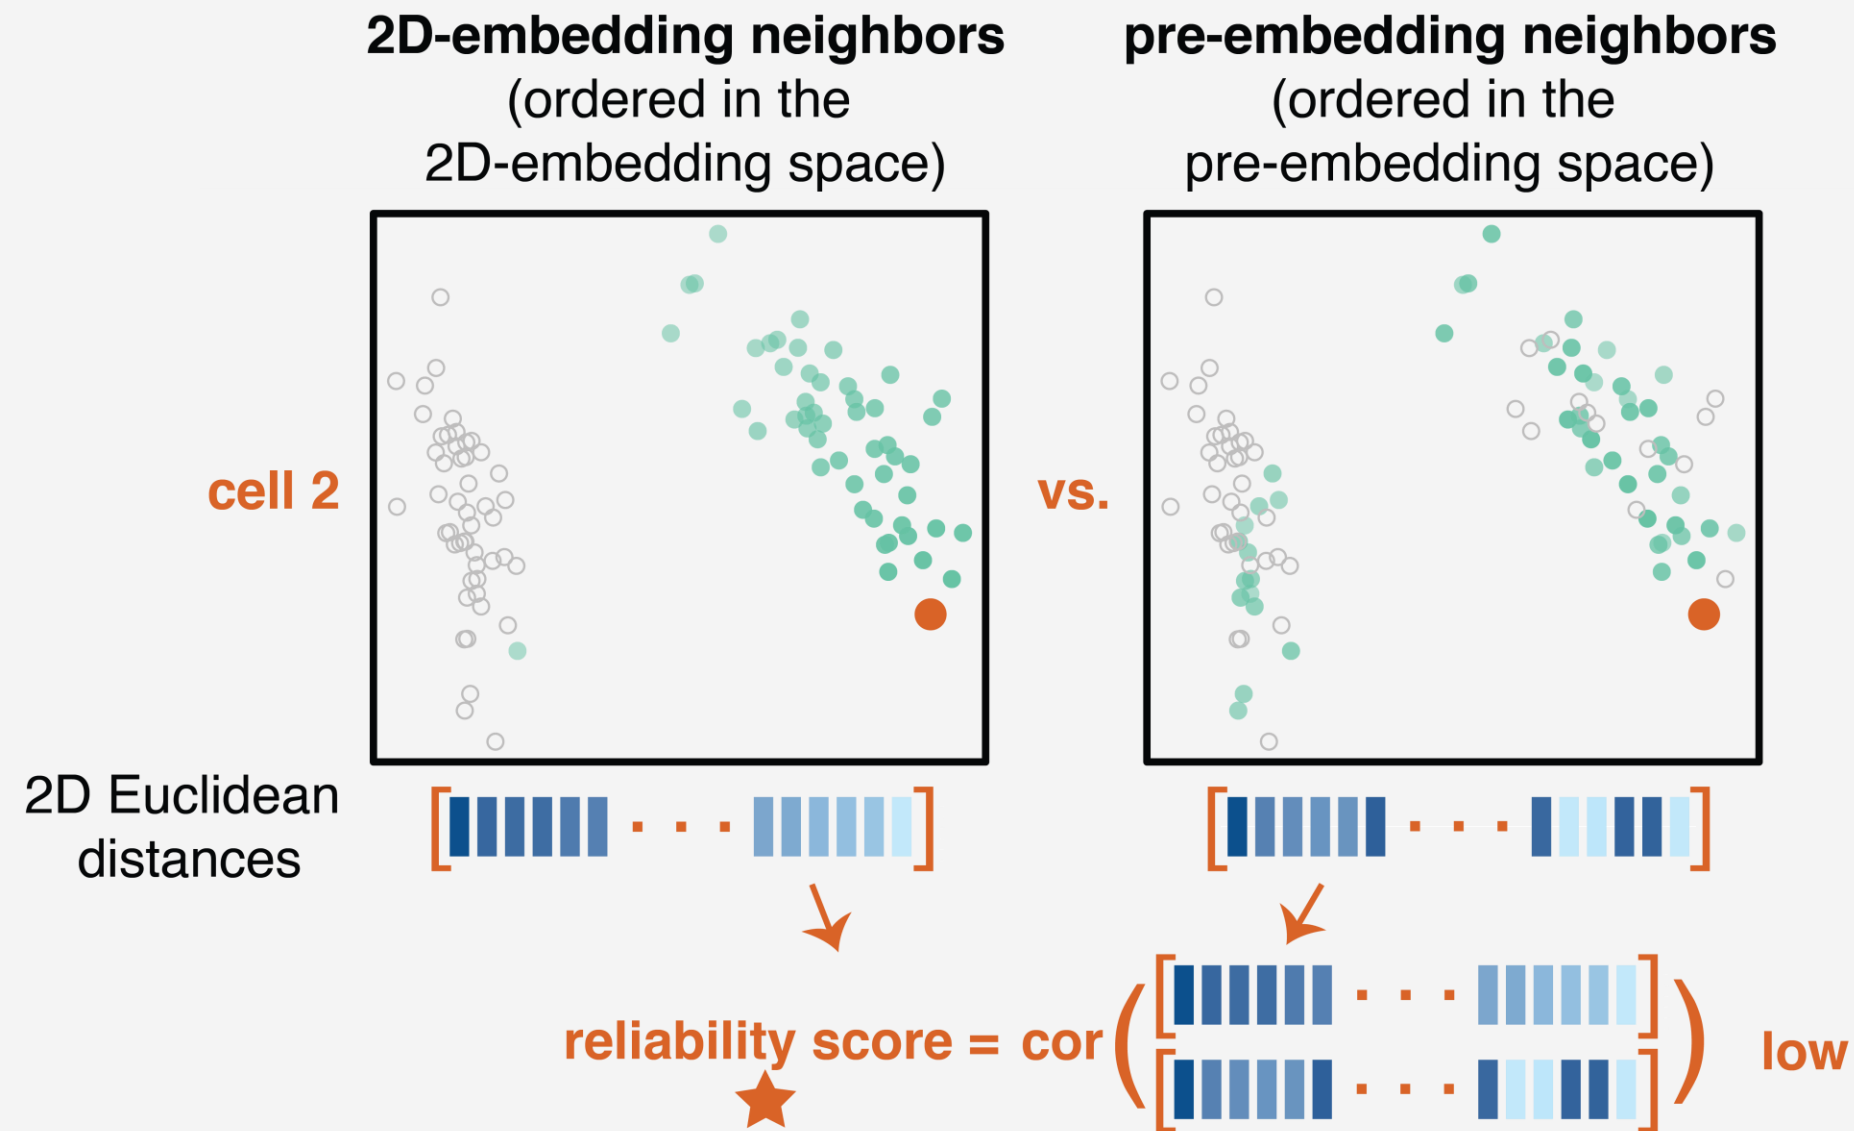 2D-embedding neighbors
(ordered in the
2D-embedding space)
pre-embedding neighbors
(ordered in the
pre-embedding space)
cell 2
vs.
2D Euclidean
distances
[ . . . ]
[ . . . ]
reliability score = cor ( [ . . . ]
[ . . . ] ) low